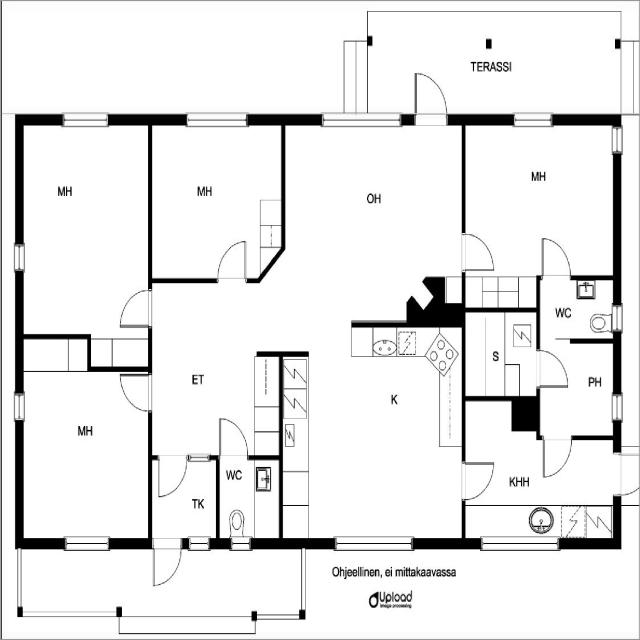 TERASSI
MH
MH
OH
MH
WC
S
PH
ET
K
MH
WC
TK
KHH
Ohjeellinen, ei mittakaavassa
Upload
image processing